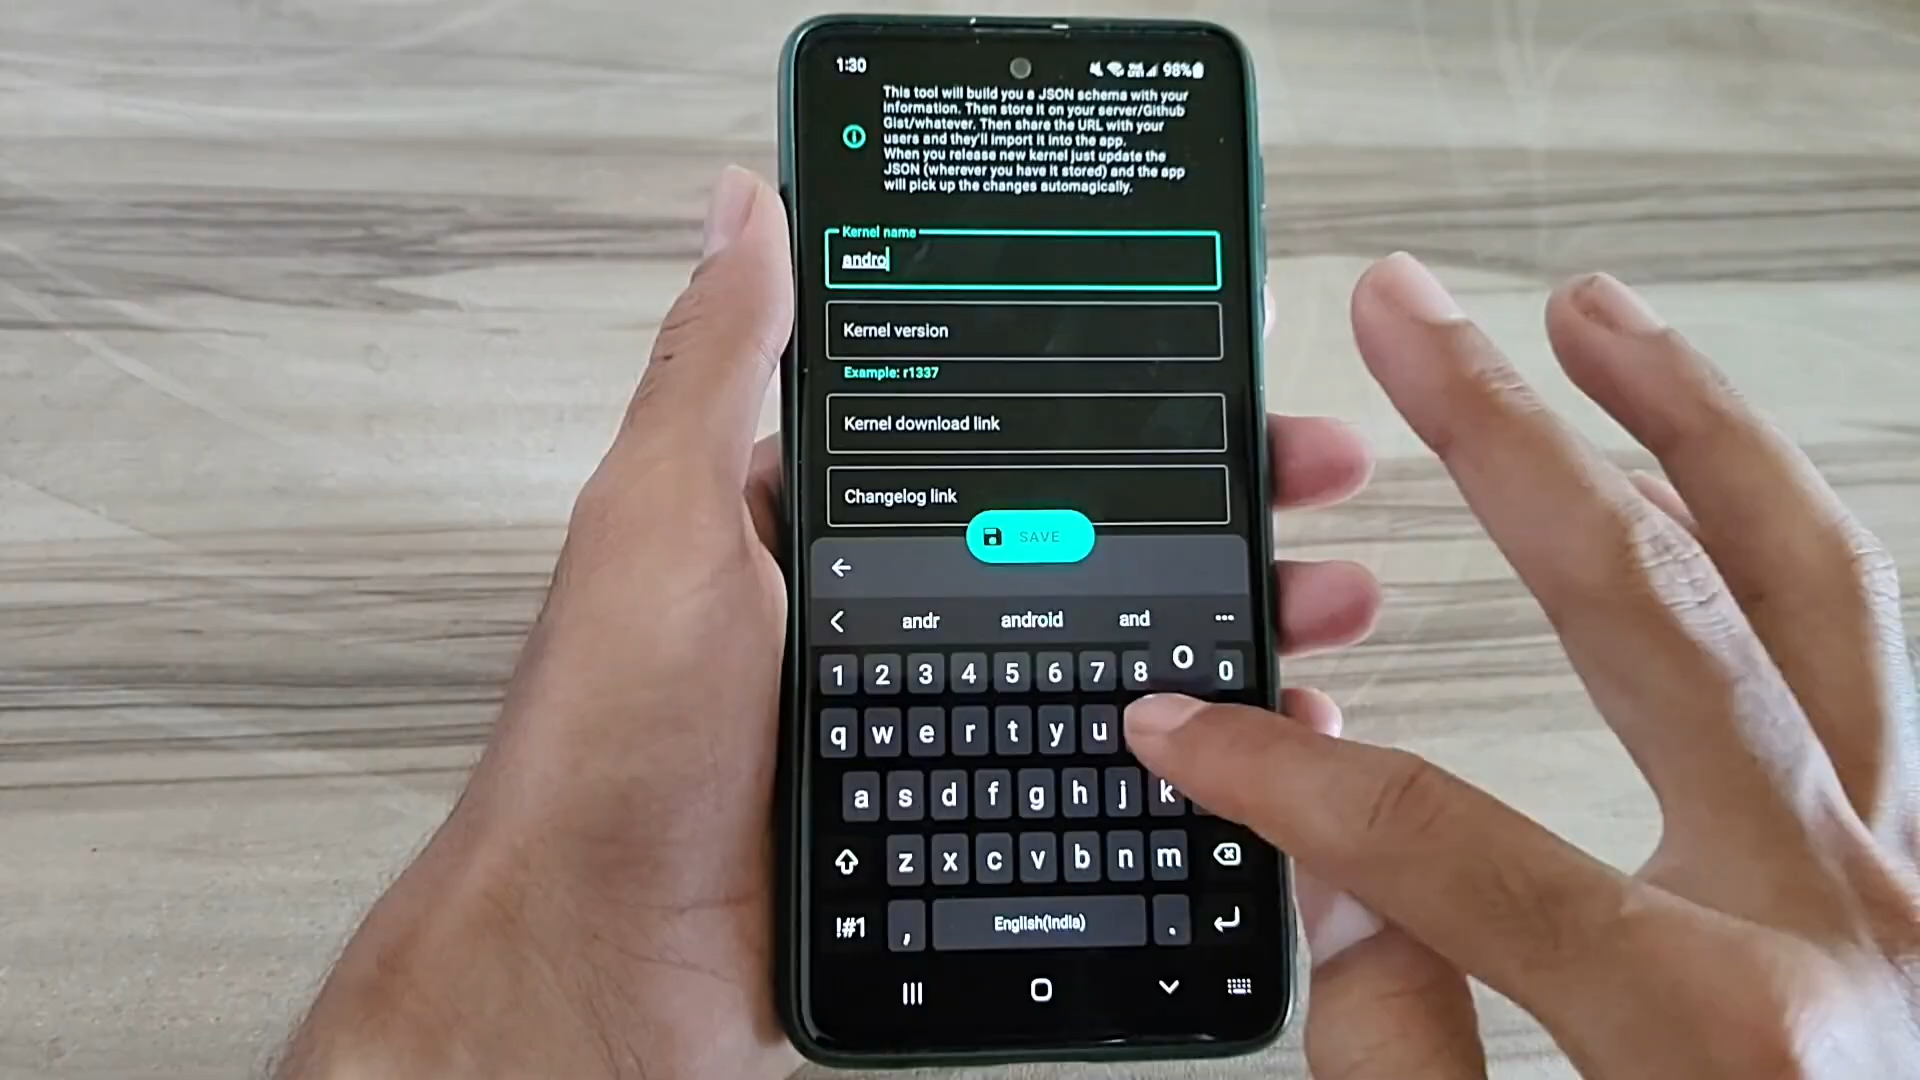 1:30 98%
This tool will build you a JSON schema with your
information. Then store it on your server/Github
Gist/whatever. Then share the URL with your
users and they'll import it into the app.
When you release new kernel just update the
JSON (wherever you have it stored) and the app
will pick up the changes automagically.
Kernel name
andro
Kernel version
Example: r1337
Kernel download link
Changelog link
SAVE
andr android and •••
1 2 3 4 5 6 7 8 o 0
q w e r t y u
a s d f g h j k
z x c v b n m
!#1 , English(India) .